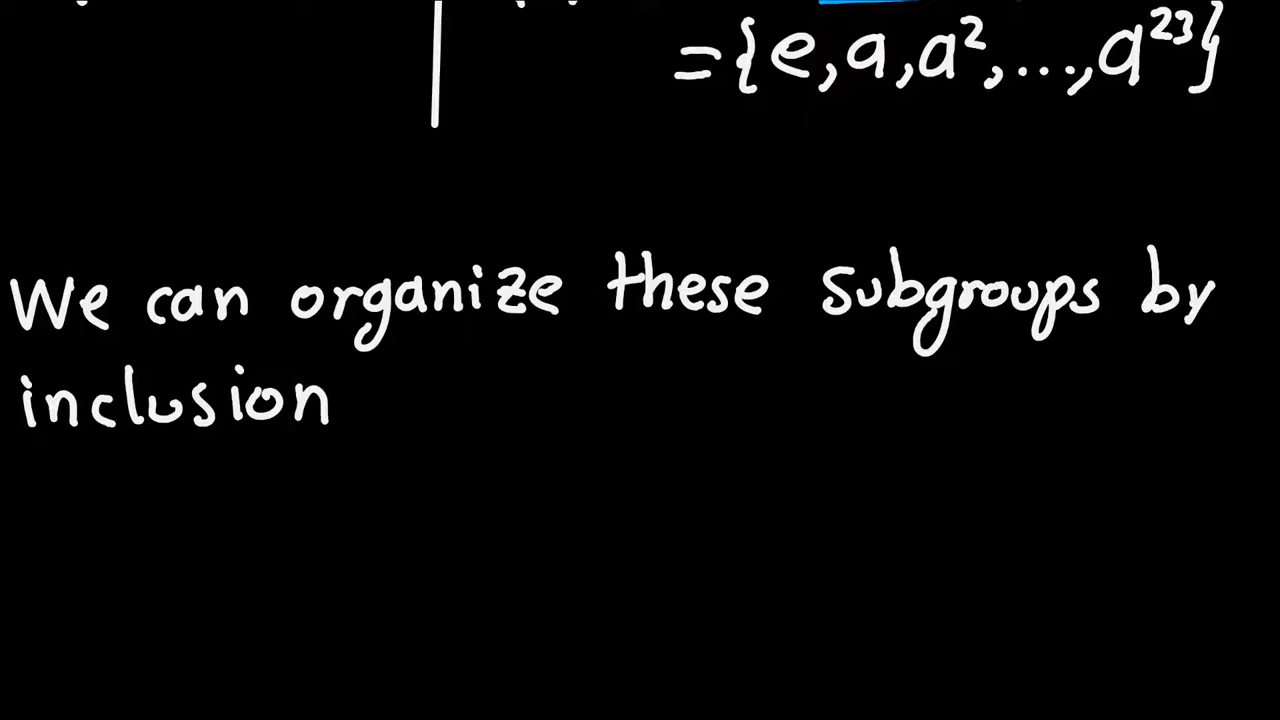 ={e,a,a²,...,a²³}
We can organize these subgroups by
inclusion